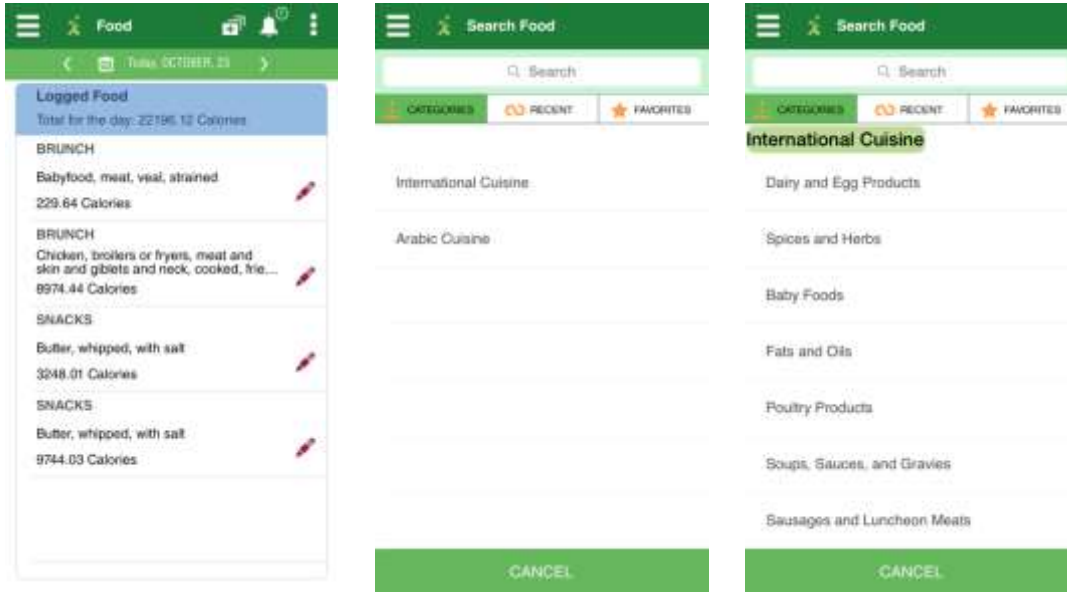 Food
Today, OCTOBER, 23
Logged Food
Total for the day: 22196.12 Calories
BRUNCH
Babyfood, meat, veal, strained
229.64 Calories
BRUNCH
Chicken, broilers or fryers, meat and
skin and giblets and neck, cooked, frie...
8974.44 Calories
SNACKS
Butter, whipped, with salt
3248.01 Calories
SNACKS
Butter, whipped, with salt
9744.03 Calories
Search Food
Search
CATEGORIES RECENT FAVORITES
International Cuisine
Arabic Cuisine
CANCEL
Search Food
Search
CATEGORIES RECENT FAVORITES
International Cuisine
Dairy and Egg Products
Spices and Herbs
Baby Foods
Fats and Oils
Poultry Products
Soups, Sauces, and Gravies
Sausages and Luncheon Meats
CANCEL